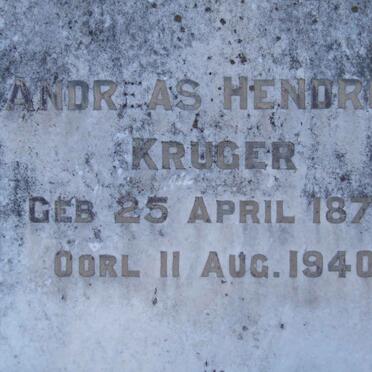 ANDREAS HENDR
KRUGER
GEB 25 APRIL 187
OORL 11 AUG. 1940